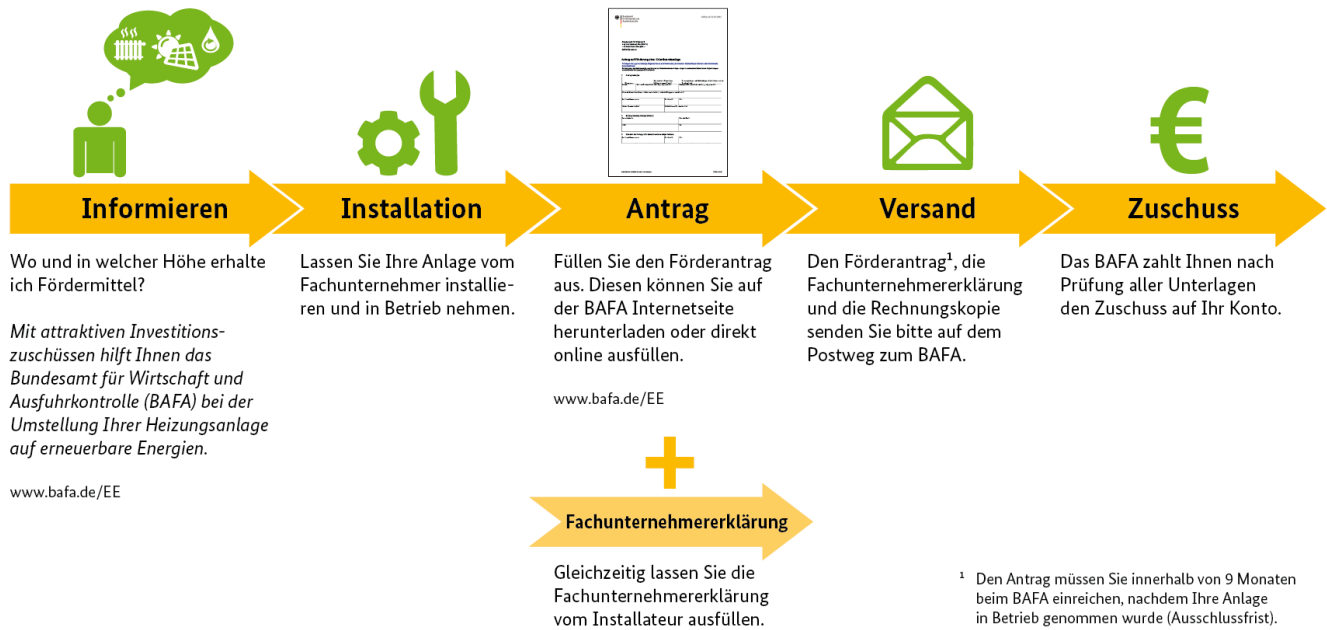 Informieren
Wo und in welcher Höhe erhalte
ich Fördermittel?
Mit attraktiven Investitions-
zuschüssen hilft Ihnen das
Bundesamt für Wirtschaft und
Ausfuhrkontrolle (BAFA) bei der
Umstellung Ihrer Heizungsanlage
auf erneuerbare Energien.
www.bafa.de/EE
Installation
Lassen Sie Ihre Anlage vom
Fachunternehmer installie-
ren und in Betrieb nehmen.
Antrag
Füllen Sie den Förderantrag
aus. Diesen können Sie auf
der BAFA Internetseite
herunterladen oder direkt
online ausfüllen.
www.bafa.de/EE
+
Fachunternehmererklärung
Gleichzeitig lassen Sie die
Fachunternehmererklärung
vom Installateur ausfüllen.
Versand
Den Förderantrag¹, die
Fachunternehmererklärung
und die Rechnungskopie
senden Sie bitte auf dem
Postweg zum BAFA.
€
Zuschuss
Das BAFA zahlt Ihnen nach
Prüfung aller Unterlagen
den Zuschuss auf Ihr Konto.
¹ Den Antrag müssen Sie innerhalb von 9 Monaten
beim BAFA einreichen, nachdem Ihre Anlage
in Betrieb genommen wurde (Ausschlussfrist).